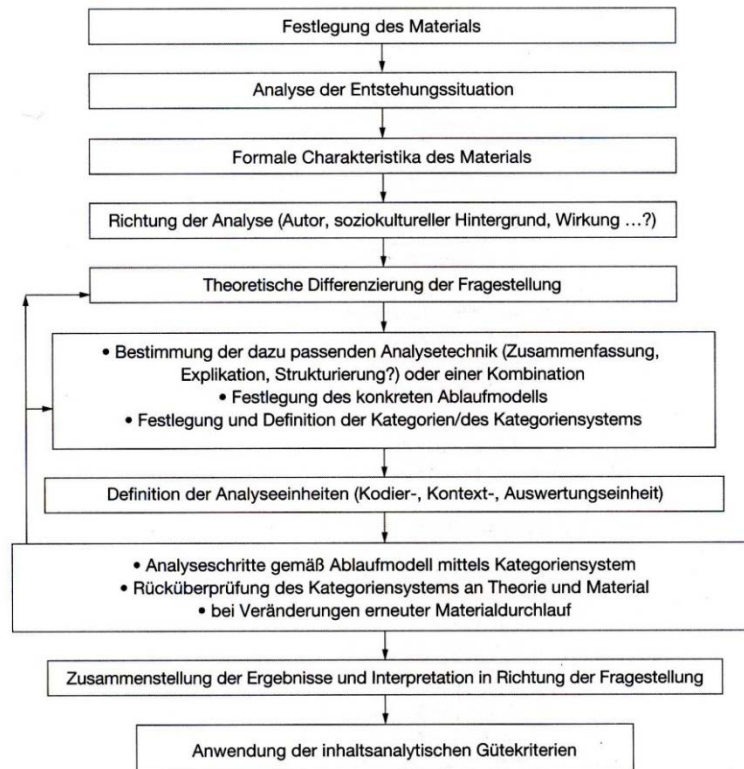 Festlegung des Materials
Analyse der Entstehungssituation
Formale Charakteristika des Materials
Richtung der Analyse (Autor, soziokultureller Hintergrund, Wirkung …?)
Theoretische Differenzierung der Fragestellung
• Bestimmung der dazu passenden Analysetechnik (Zusammenfassung,
Explikation, Strukturierung?) oder einer Kombination
• Festlegung des konkreten Ablaufmodells
• Festlegung und Definition der Kategorien/des Kategoriensystems
Definition der Analyseeinheiten (Kodier-, Kontext-, Auswertungseinheit)
• Analyseschritte gemäß Ablaufmodell mittels Kategoriensystem
• Rücküberprüfung des Kategoriensystems an Theorie und Material
• bei Veränderungen erneuter Materialdurchlauf
Zusammenstellung der Ergebnisse und Interpretation in Richtung der Fragestellung
Anwendung der inhaltsanalytischen Gütekriterien